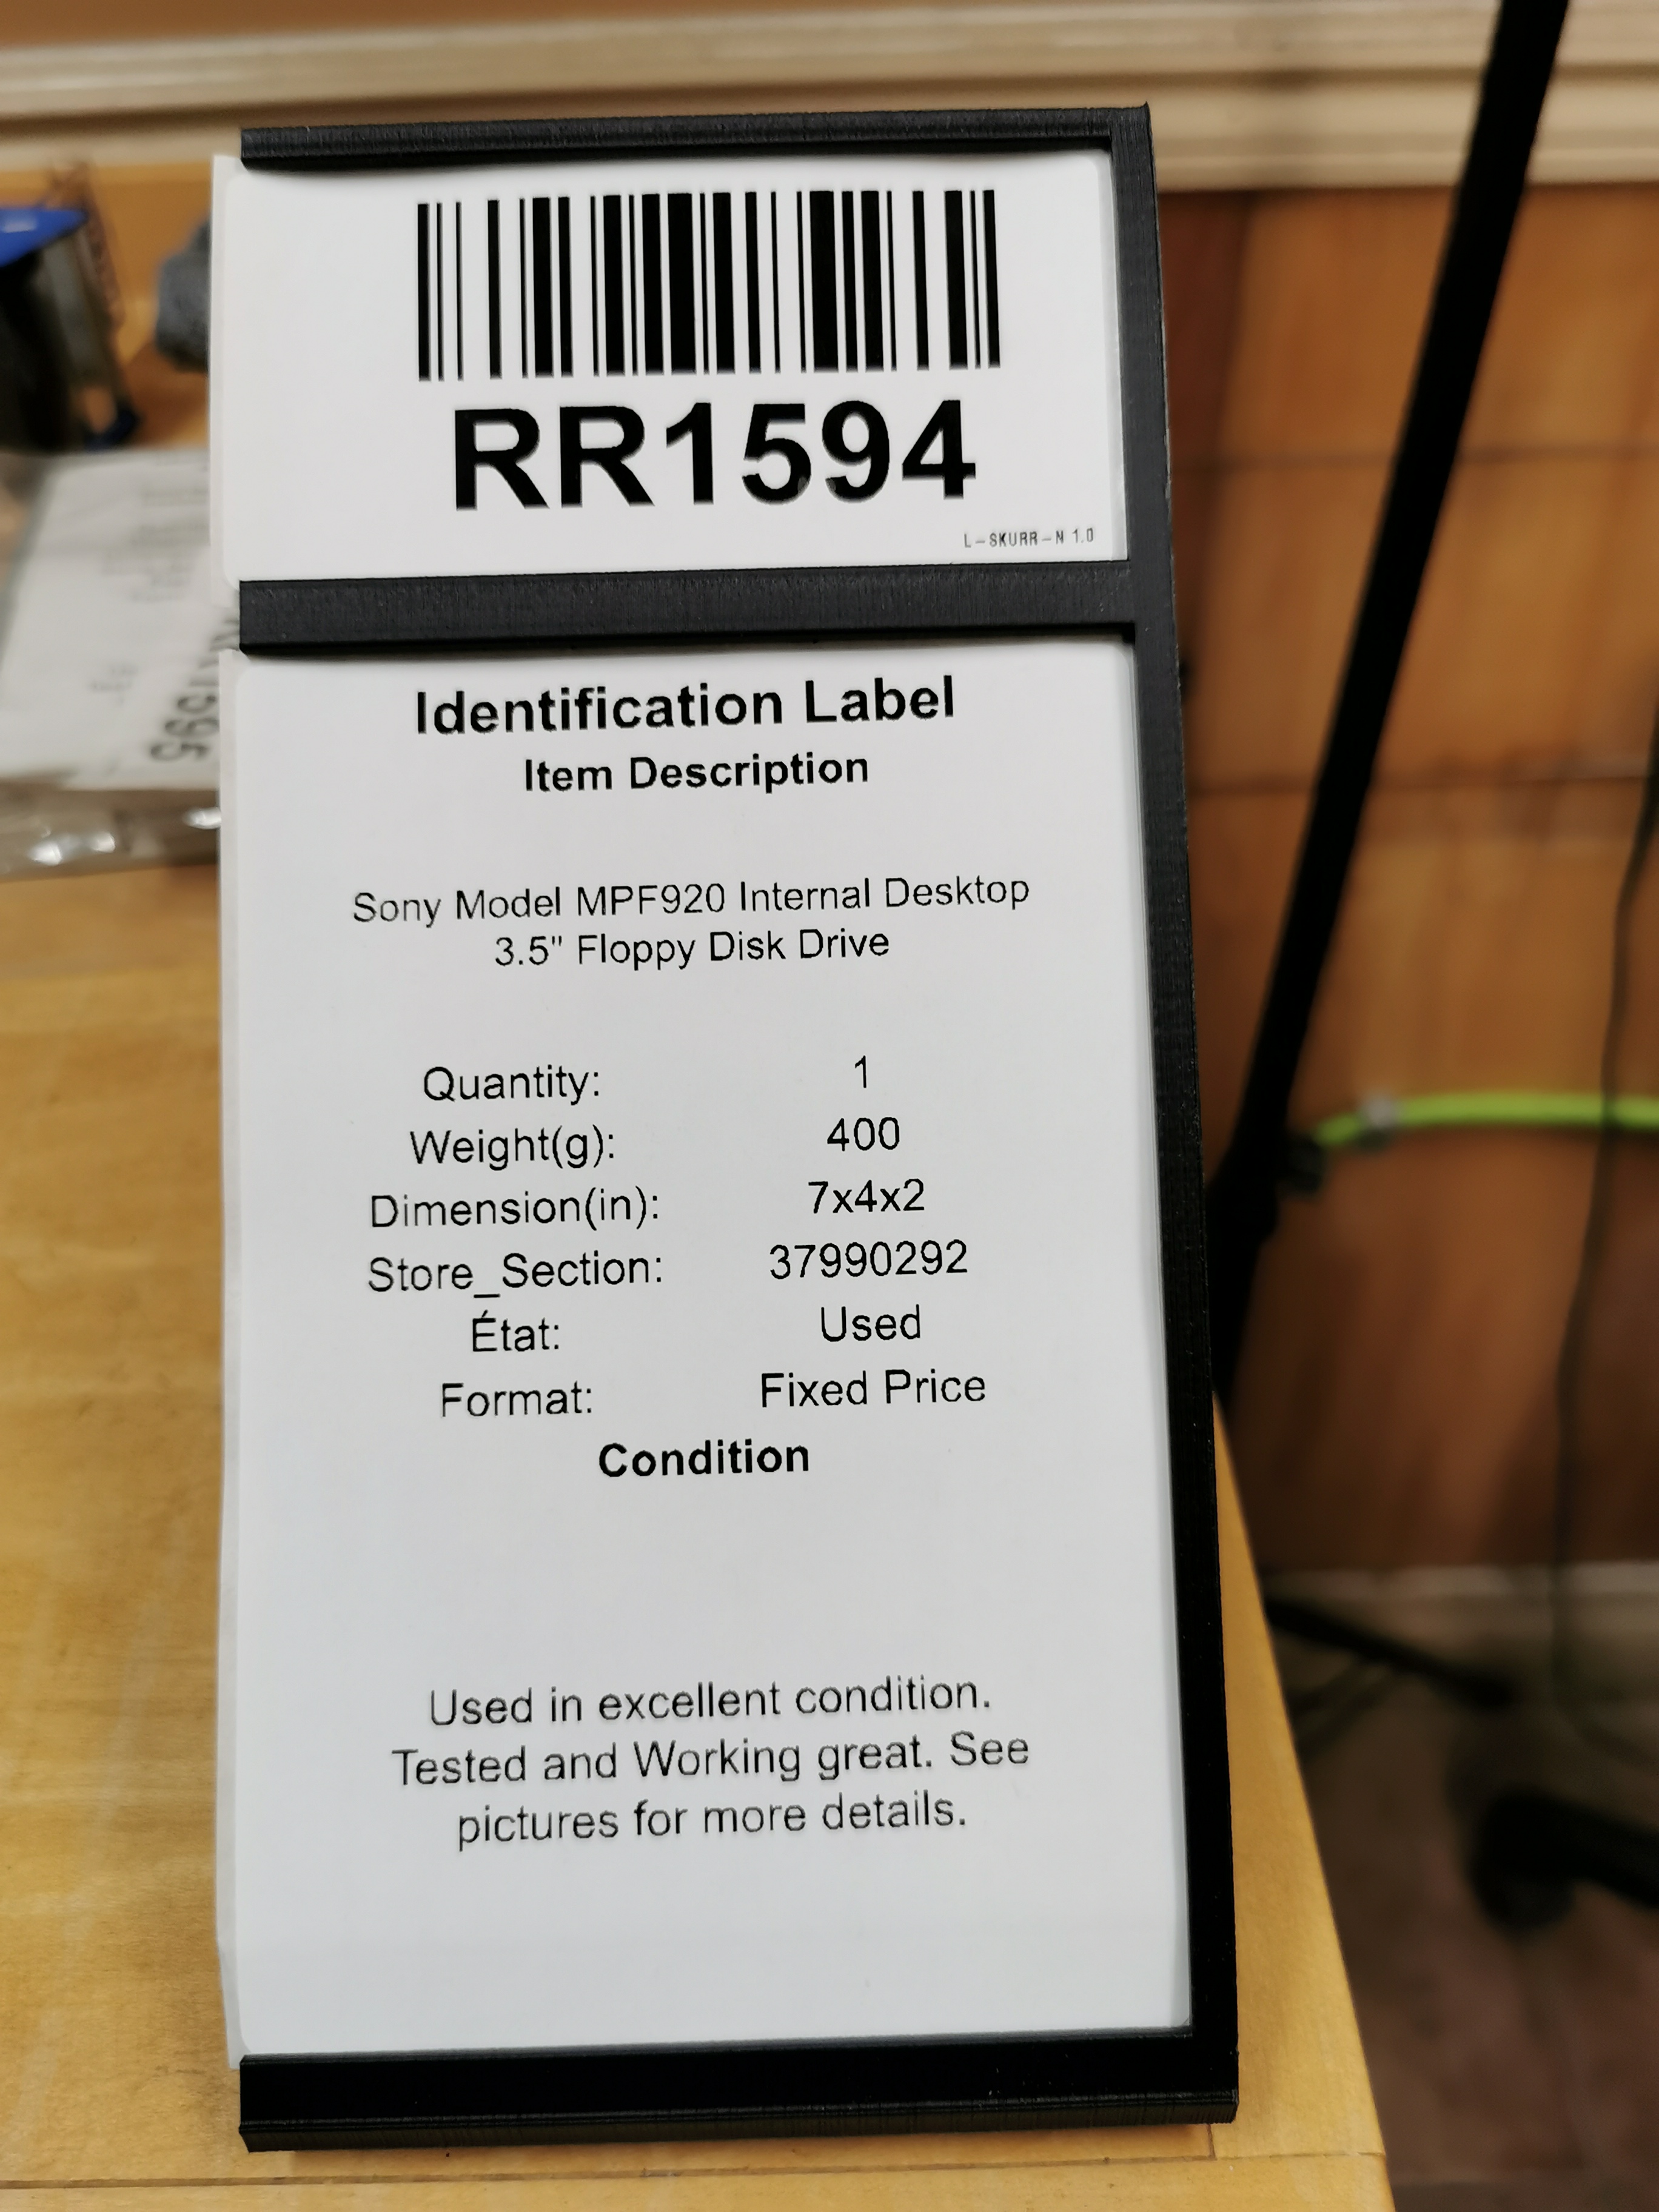 RR1594
L-SKURR-N 1.0
Identification Label
Item Description
Sony Model MPF920 Internal Desktop
3.5" Floppy Disk Drive
Quantity: 1
Weight(g): 400
Dimension(in): 7x4x2
Store_Section: 37990292
État: Used
Format: Fixed Price
Condition
Used in excellent condition.
Tested and Working great. See
pictures for more details.